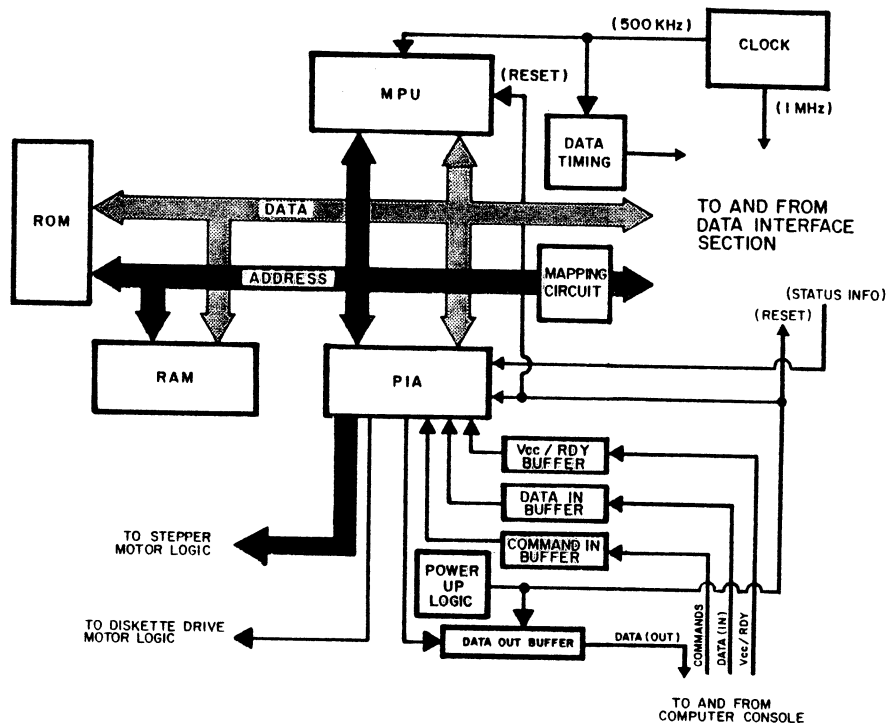 (500 KHz)
CLOCK
MPU
(RESET)
(1 MHz)
DATA
TIMING
ROM
DATA
TO AND FROM
DATA INTERFACE
SECTION
ADDRESS
MAPPING
CIRCUIT
(STATUS INFO)
(RESET)
RAM
PIA
Vcc / RDY
BUFFER
DATA IN
BUFFER
TO STEPPER
MOTOR LOGIC
COMMAND IN
BUFFER
POWER
UP
LOGIC
TO DISKETTE DRIVE
MOTOR LOGIC
DATA OUT BUFFER
DATA (OUT)
COMMANDS
DATA (IN)
Vcc/RDY
TO AND FROM
COMPUTER CONSOLE